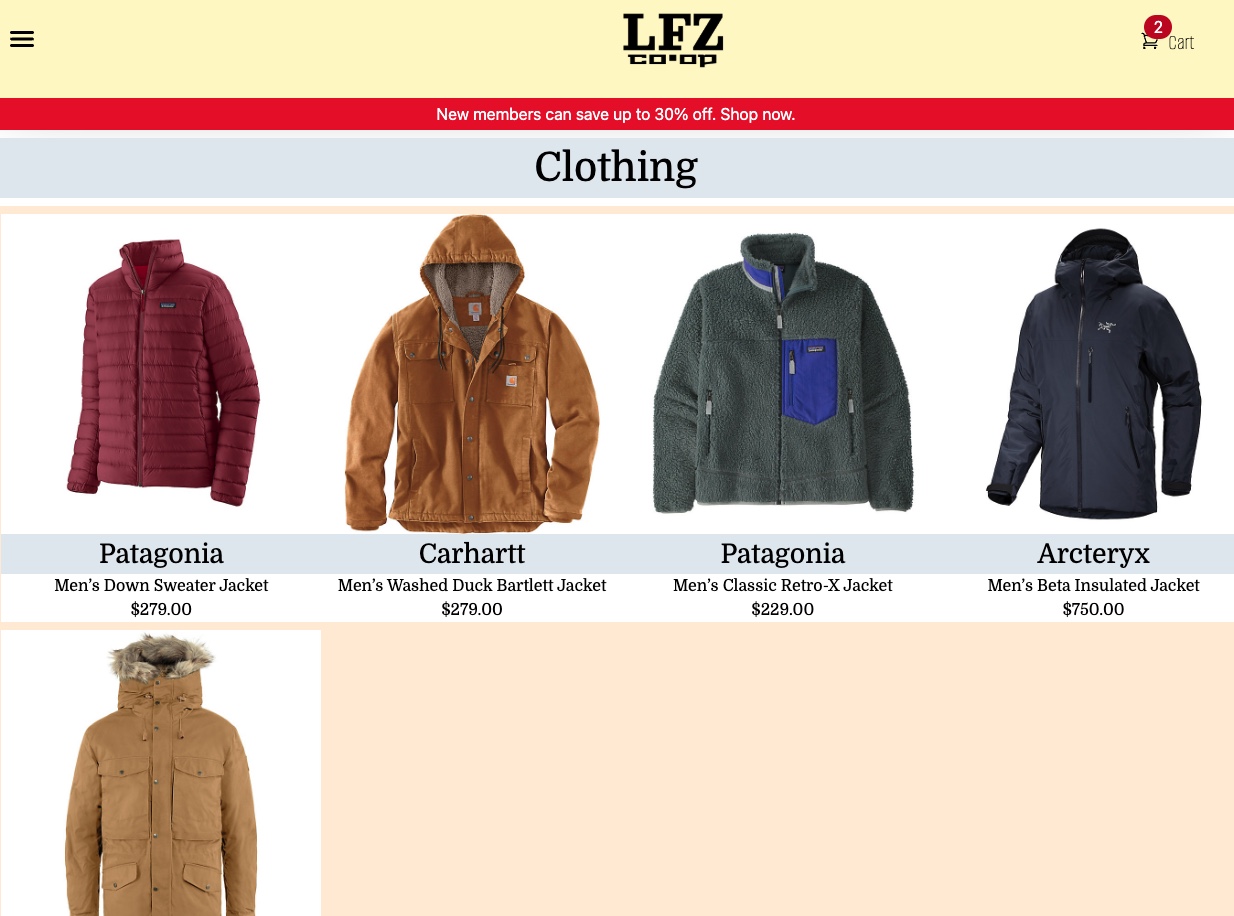 LFZ
co·op
2
Cart
New members can save up to 30% off. Shop now.
Clothing
Patagonia
Men’s Down Sweater Jacket
$279.00
Carhartt
Men’s Washed Duck Bartlett Jacket
$279.00
Patagonia
Men’s Classic Retro-X Jacket
$229.00
Arcteryx
Men’s Beta Insulated Jacket
$750.00